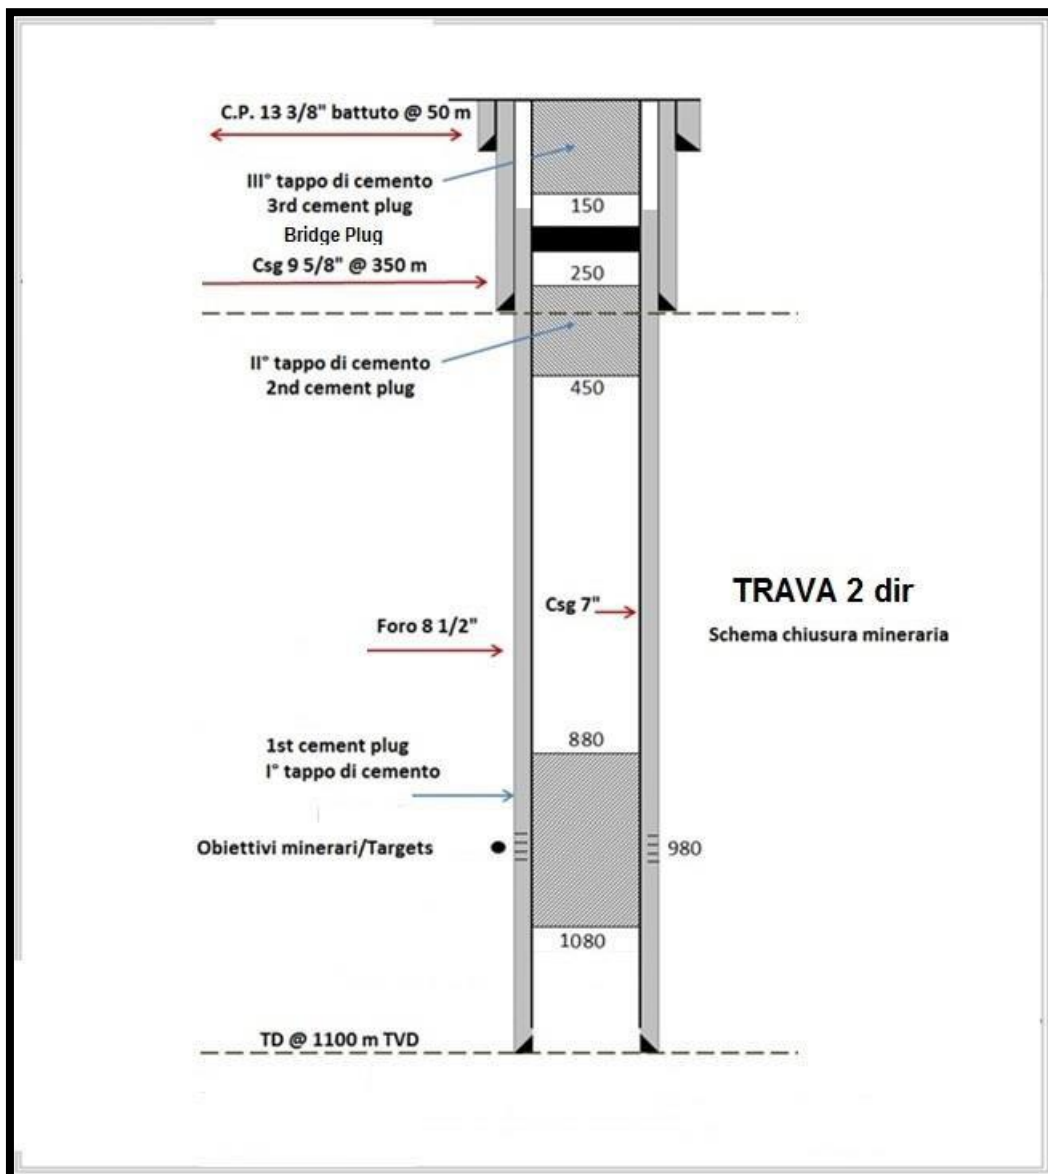 C.P. 13 3/8" battuto @ 50 m
III° tappo di cemento
3rd cement plug
150
Bridge Plug
Csg 9 5/8" @ 350 m
250
II° tappo di cemento
2nd cement plug
450
TRAVA 2 dir
Schema chiusura mineraria
Csg 7"
Foro 8 1/2"
880
1st cement plug
I° tappo di cemento
Obiettivi minerari/Targets
980
1080
TD @ 1100 m TVD